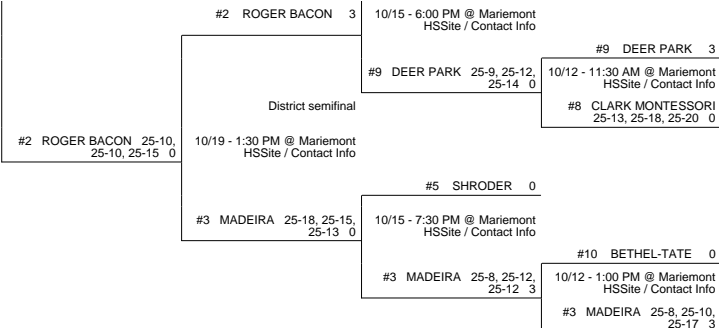 #2 ROGER BACON 3
10/15 - 6:00 PM @ Mariemont
HSSite / Contact Info
#9 DEER PARK 3
#9 DEER PARK 25-9, 25-12,
25-14 0
10/12 - 11:30 AM @ Mariemont
HSSite / Contact Info
#8 CLARK MONTESSORI
25-13, 25-18, 25-20 0
District semifinal
#2 ROGER BACON 25-10,
25-10, 25-15 0
10/19 - 1:30 PM @ Mariemont
HSSite / Contact Info
#5 SHRODER 0
#3 MADEIRA 25-18, 25-15,
25-13 0
10/15 - 7:30 PM @ Mariemont
HSSite / Contact Info
#10 BETHEL-TATE 0
#3 MADEIRA 25-8, 25-12,
25-12 3
10/12 - 1:00 PM @ Mariemont
HSSite / Contact Info
#3 MADEIRA 25-8, 25-10,
25-17 3